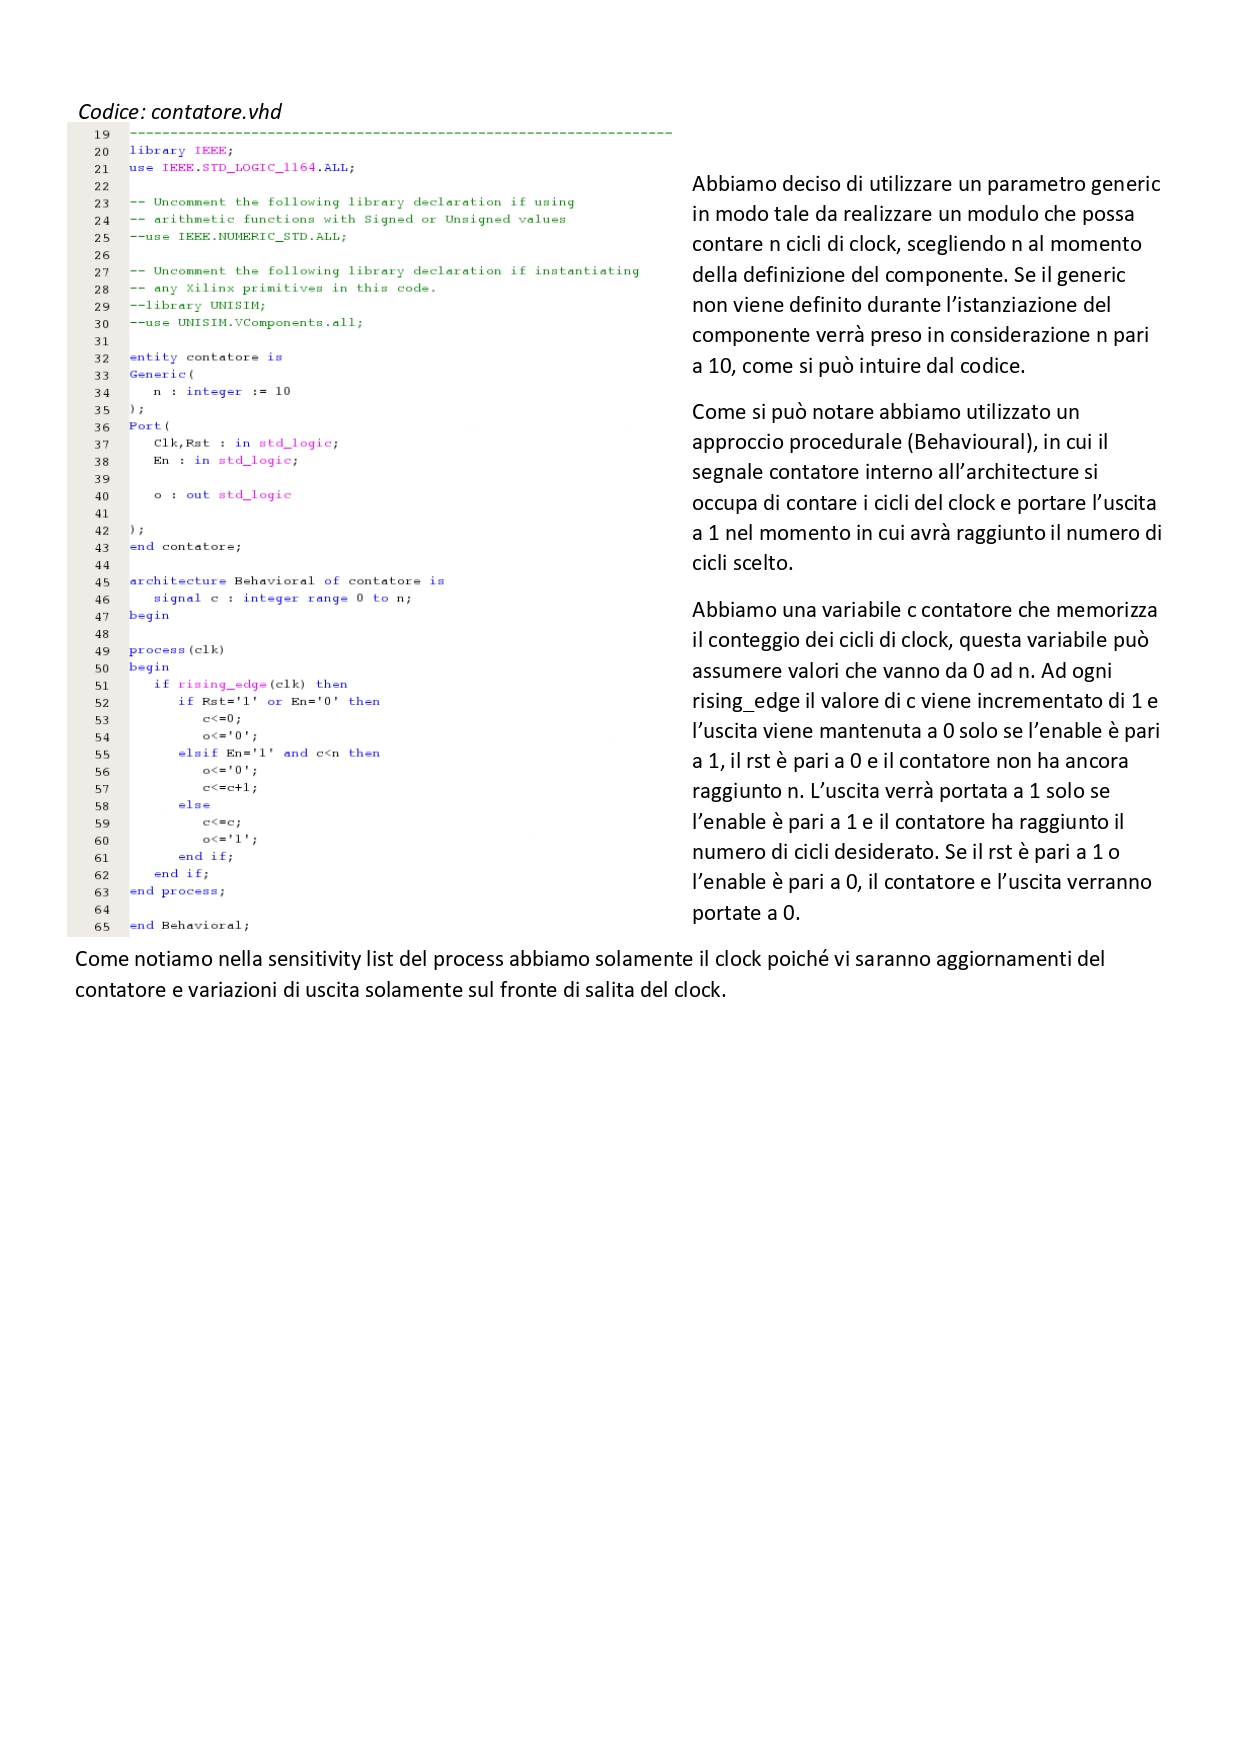 Codice: contatore.vhd
19 -------------------------------------------------------------------
20 library IEEE;
21 use IEEE.STD_LOGIC_1164.ALL;
22
23 -- Uncomment the following library declaration if using
24 -- arithmetic functions with Signed or Unsigned values
25 --use IEEE.NUMERIC_STD.ALL;
26
27 -- Uncomment the following library declaration if instantiating
28 -- any Xilinx primitives in this code.
29 --library UNISIM;
30 --use UNISIM.VComponents.all;
31
32 entity contatore is
33 Generic(
34    n : integer := 10
35 );
36 Port(
37    Clk,Rst : in std_logic;
38    En : in std_logic;
39
40    o : out std_logic
41
42 );
43 end contatore;
44
45 architecture Behavioral of contatore is
46    signal c : integer range 0 to n;
47 begin
48
49 process(clk)
50 begin
51    if rising_edge(clk) then
52       if Rst='1' or En='0' then
53          c<=0;
54          o<='0';
55       elsif En='1' and c<n then
56          o<='0';
57          c<=c+1;
58       else
59          c<=c;
60          o<='1';
61       end if;
62    end if;
63 end process;
64
65 end Behavioral;
Abbiamo deciso di utilizzare un parametro generic
in modo tale da realizzare un modulo che possa
contare n cicli di clock, scegliendo n al momento
della definizione del componente. Se il generic
non viene definito durante l'istanziazione del
componente verrà preso in considerazione n pari
a 10, come si può intuire dal codice.
Come si può notare abbiamo utilizzato un
approccio procedurale (Behavioural), in cui il
segnale contatore interno all'architecture si
occupa di contare i cicli del clock e portare l'uscita
a 1 nel momento in cui avrà raggiunto il numero di
cicli scelto.
Abbiamo una variabile c contatore che memorizza
il conteggio dei cicli di clock, questa variabile può
assumere valori che vanno da 0 ad n. Ad ogni
rising_edge il valore di c viene incrementato di 1 e
l'uscita viene mantenuta a 0 solo se l'enable è pari
a 1, il rst è pari a 0 e il contatore non ha ancora
raggiunto n. L'uscita verrà portata a 1 solo se
l'enable è pari a 1 e il contatore ha raggiunto il
numero di cicli desiderato. Se il rst è pari a 1 o
l'enable è pari a 0, il contatore e l'uscita verranno
portate a 0.
Come notiamo nella sensitivity list del process abbiamo solamente il clock poiché vi saranno aggiornamenti del
contatore e variazioni di uscita solamente sul fronte di salita del clock.